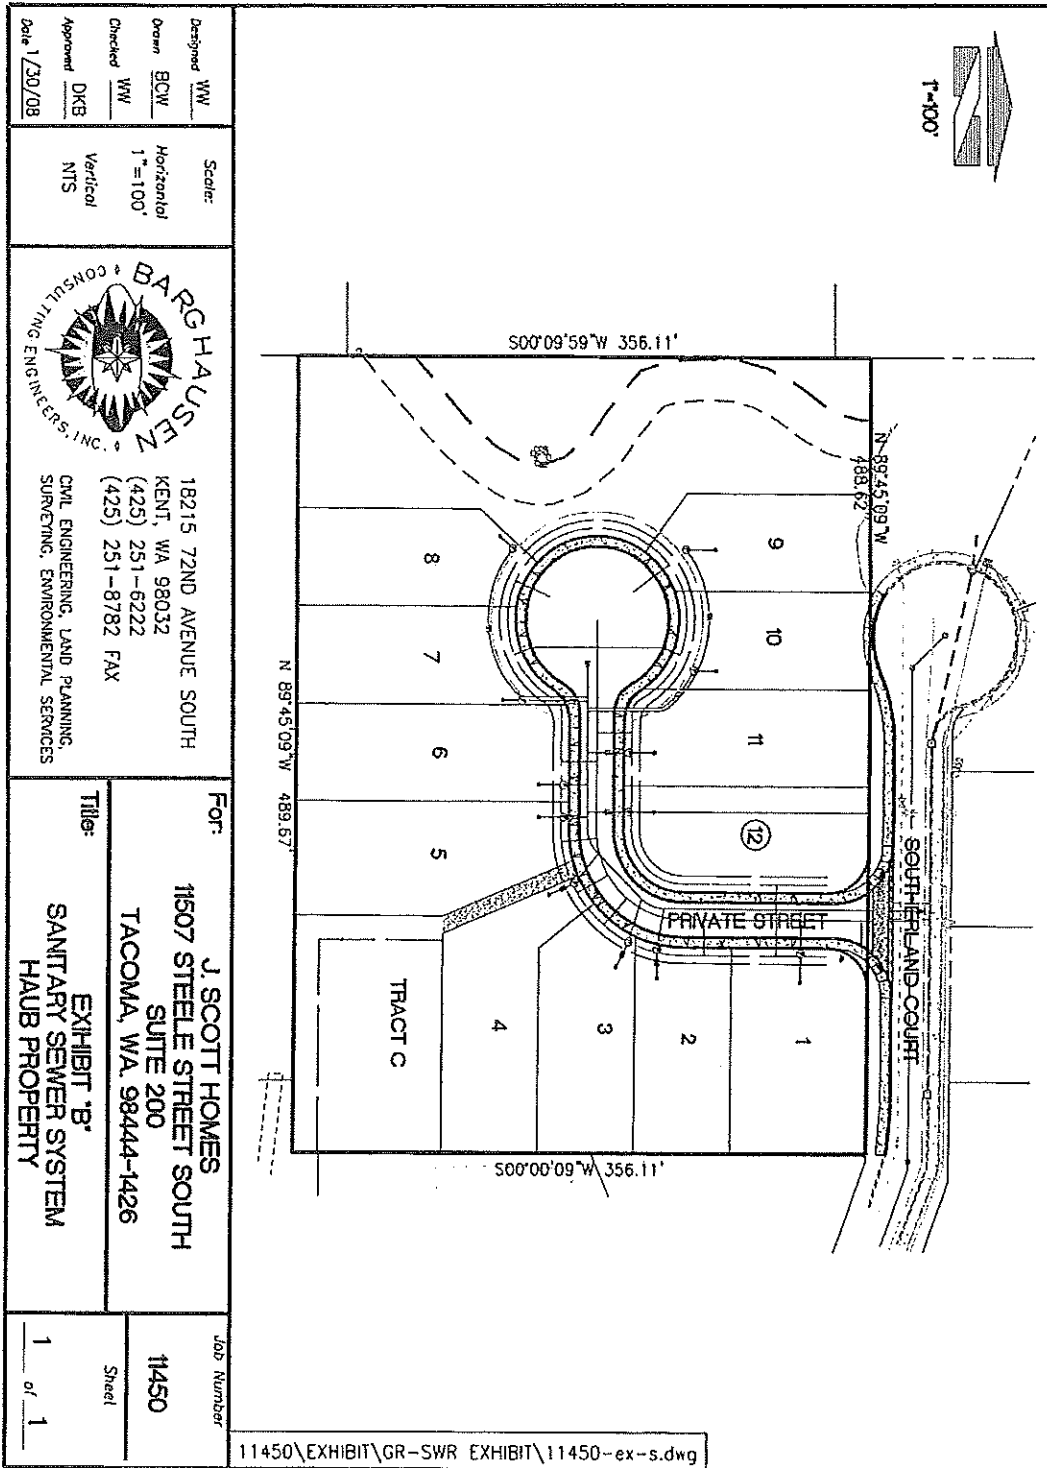 1"=100'
S00°09'59"W 356.11'
N 89°45'09"W
488.62
9
10
11
12
8
7
6
5
SOUTHERLAND COURT
PRIVATE STREET
1
2
3
4
TRACT C
N 89°45'09"W 489.67'
S00°00'09"W 356.11'
Designed WW
Drawn BCW
Checked WW
Approved DKB
Date 1/30/08
Scale:
Horizontal
1"=100'
Vertical
NTS
BARGHAUSEN
CONSULTING ENGINEERS, INC.
18215 72ND AVENUE SOUTH
KENT, WA 98032
(425) 251-6222
(425) 251-8782 FAX
CIVIL ENGINEERING, LAND PLANNING,
SURVEYING, ENVIRONMENTAL SERVICES
For:
J. SCOTT HOMES
11507 STEELE STREET SOUTH
SUITE 200
TACOMA, WA. 98444-1426
Title:
EXHIBIT "B"
SANITARY SEWER SYSTEM
HAUB PROPERTY
Job Number
11450
Sheet
1 of 1
11450\EXHIBIT\GR-SWR EXHIBIT\11450-ex-s.dwg